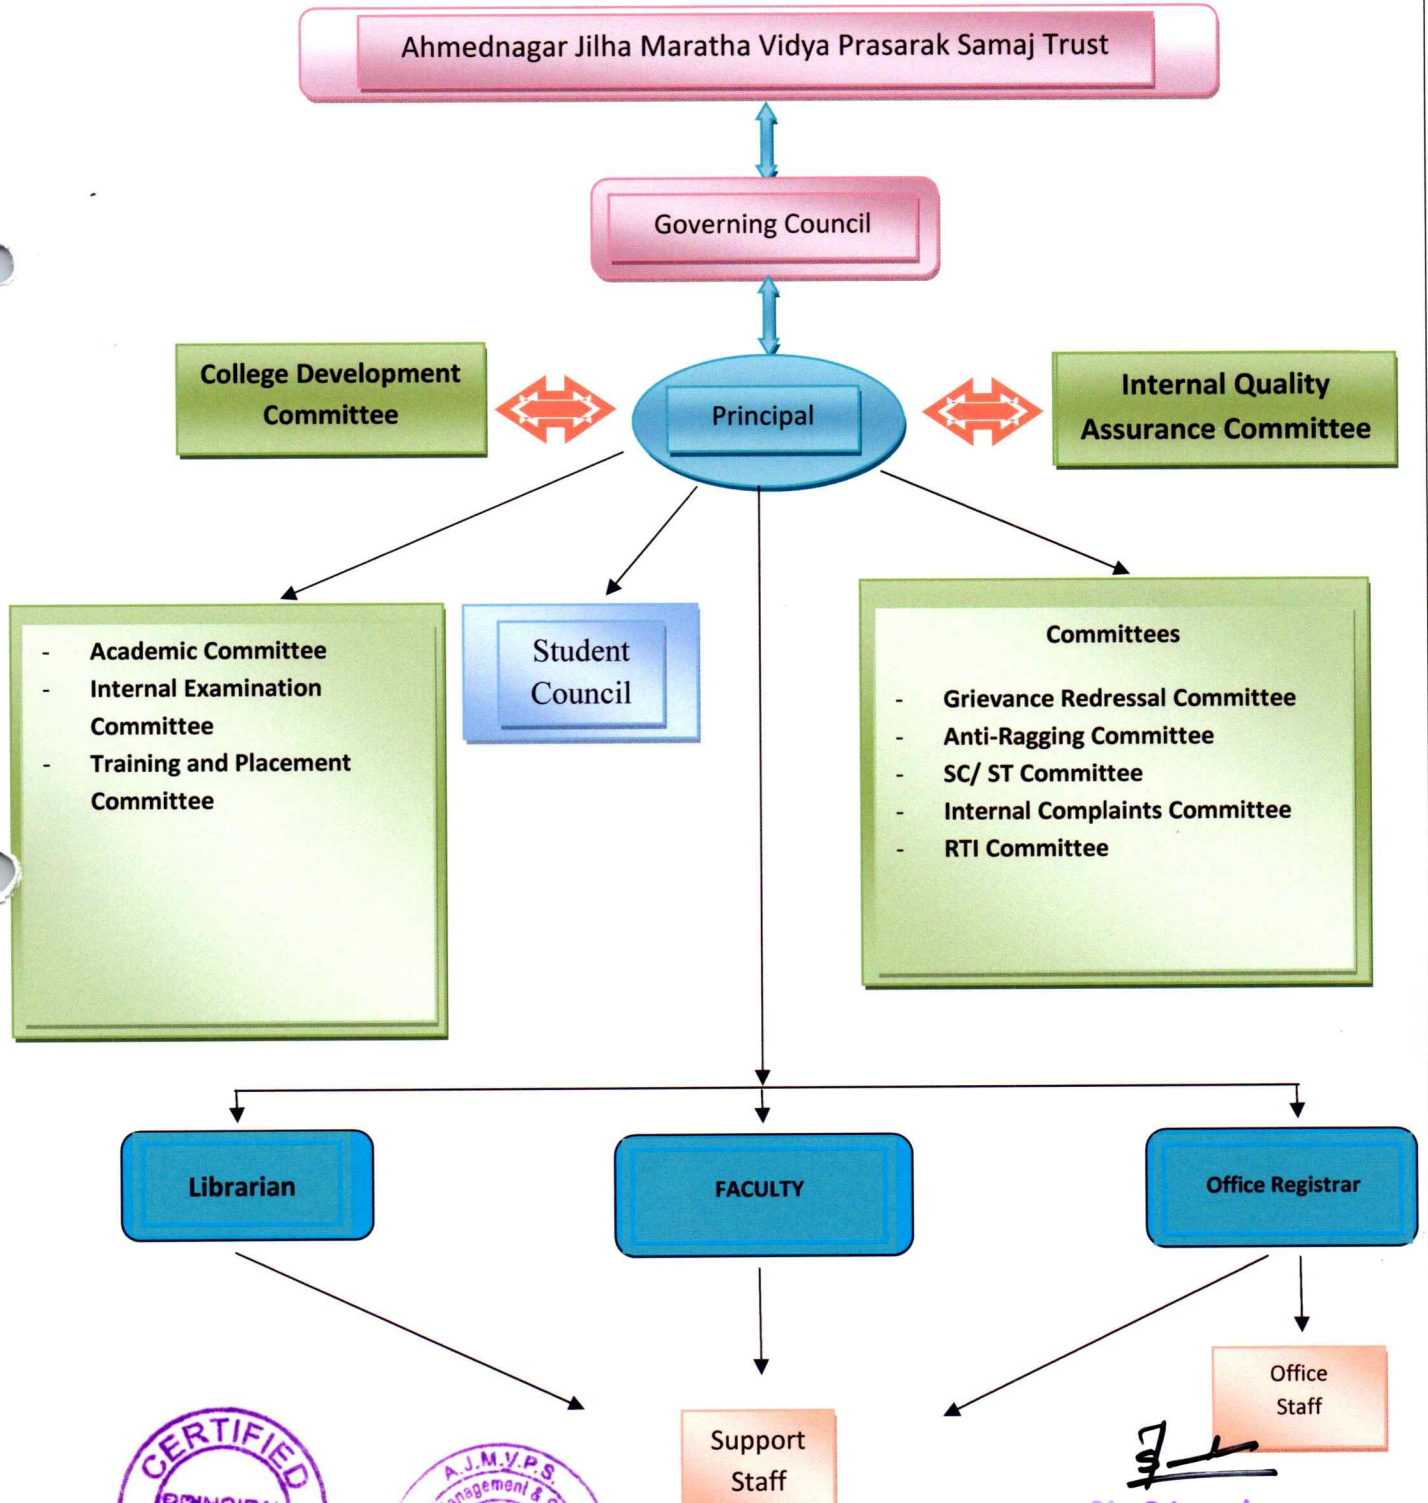 Ahmednagar Jilha Maratha Vidya Prasarak Samaj Trust
Governing Council
College Development
Committee
Principal
Internal Quality
Assurance Committee
- Academic Committee
- Internal Examination
Committee
- Training and Placement
Committee
Student
Council
Committees
- Grievance Redressal Committee
- Anti-Ragging Committee
- SC/ ST Committee
- Internal Complaints Committee
- RTI Committee
Librarian
FACULTY
Office Registrar
Office
Staff
Support
Staff
CERTIFIED
A.J.M.V.P.S.